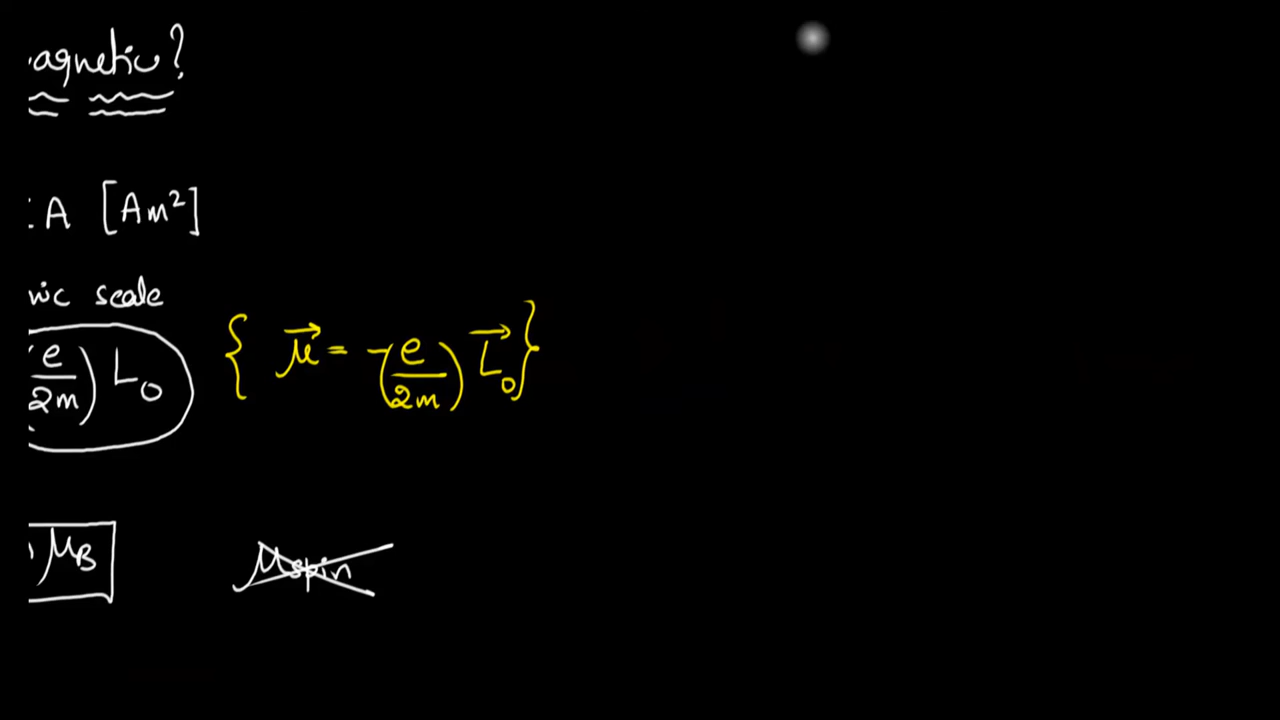 agnetic?
: A [Am²]
ic scale
(e/2m) L₀ { μ⃗ = -(e/2m) L⃗₀ }
μB μspin